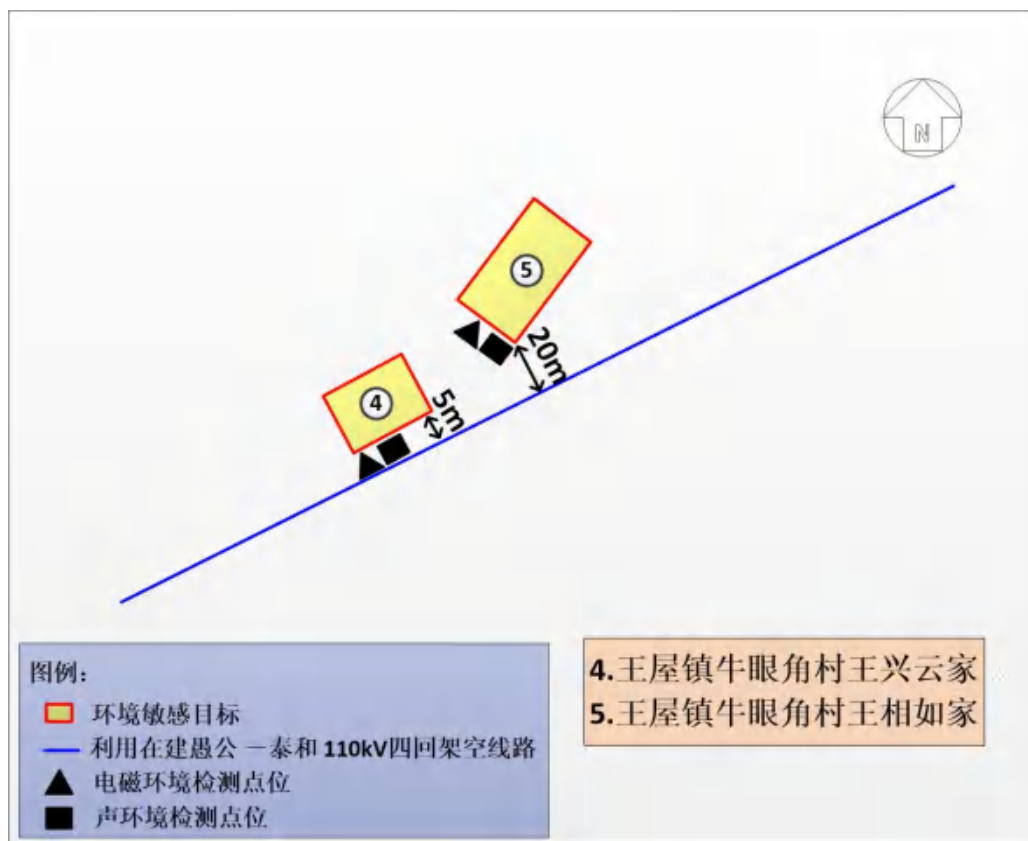 N
⑤
20m
④
5m
图例：
环境敏感目标
利用在建愚公一泰和 110kV四回架空线路
电磁环境检测点位
声环境检测点位
4.王屋镇牛眼角村王兴云家
5.王屋镇牛眼角村王相如家